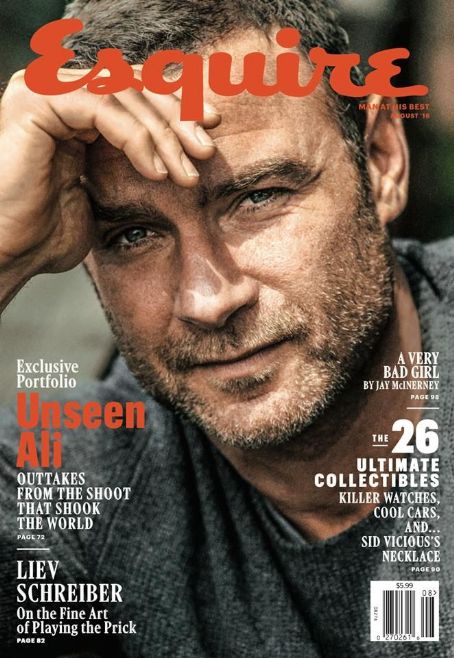 Esquire
MAN AT HIS BEST
AUGUST '16
Exclusive
Portfolio
Unseen
Ali
OUTTAKES
FROM THE SHOOT
THAT SHOOK
THE WORLD
PAGE 72
LIEV
SCHREIBER
On the Fine Art
of Playing the Prick
PAGE 82
A VERY
BAD GIRL
BY JAY McINERNEY
PAGE 98
THE 26
ULTIMATE
COLLECTIBLES
KILLER WATCHES,
COOL CARS,
AND...
SID VICIOUS'S
NECKLACE
PAGE 90
$5.99
08>
0 270261 6